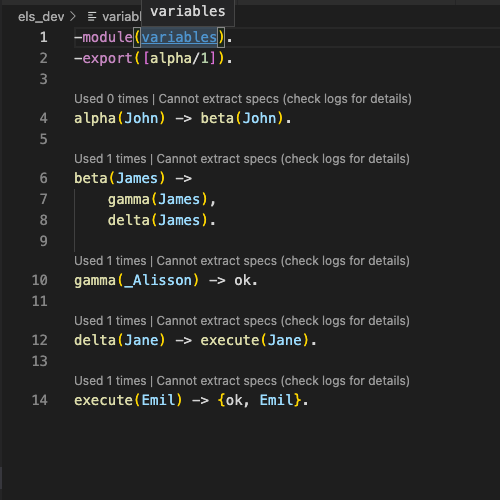 variables
els_dev > variabl
1 -module(variables).
2 -export([alpha/1]).
3
Used 0 times | Cannot extract specs (check logs for details)
4 alpha(John) -> beta(John).
5
Used 1 times | Cannot extract specs (check logs for details)
6 beta(James) ->
7 gamma(James),
8 delta(James).
9
Used 1 times | Cannot extract specs (check logs for details)
10 gamma(_Alisson) -> ok.
11
Used 1 times | Cannot extract specs (check logs for details)
12 delta(Jane) -> execute(Jane).
13
Used 1 times | Cannot extract specs (check logs for details)
14 execute(Emil) -> {ok, Emil}.